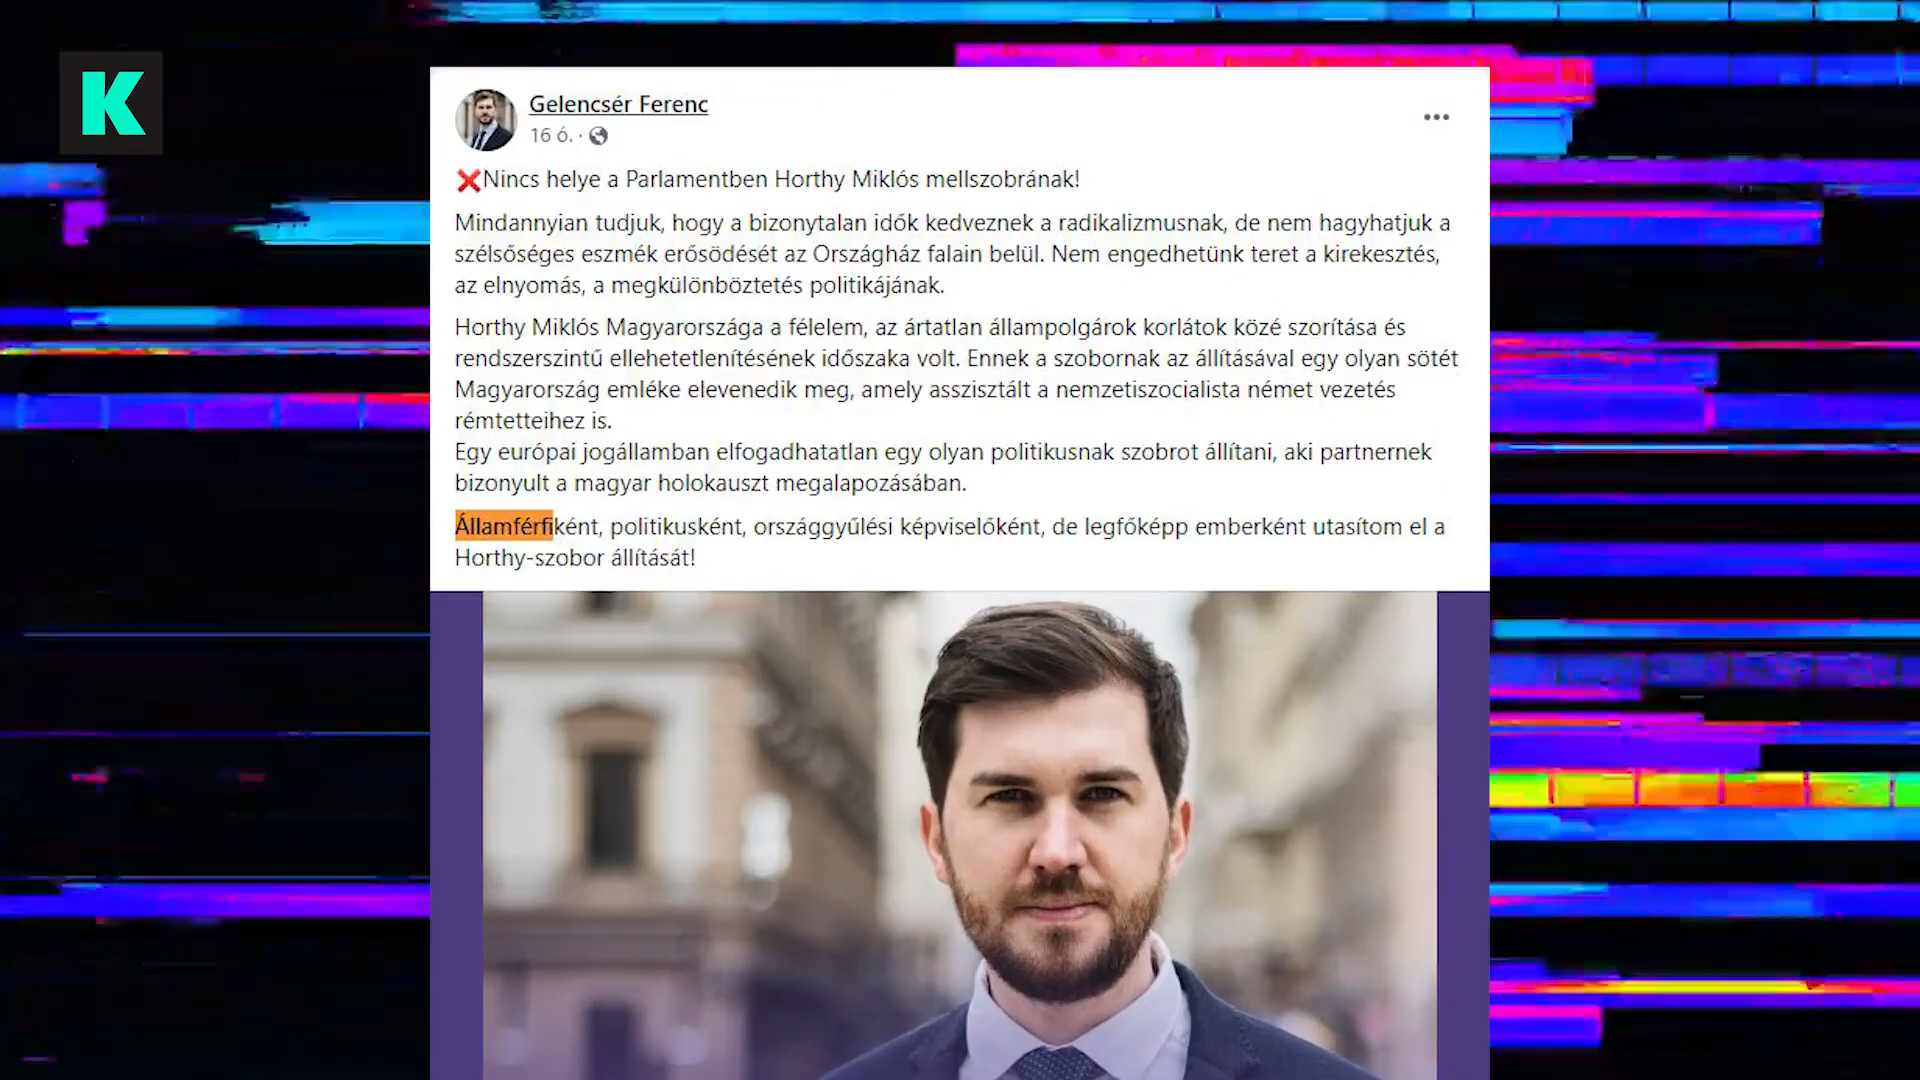 K
Gelencsér Ferenc
16 ó. ·
❌Nincs helye a Parlamentben Horthy Miklós mellszobrának!
Mindannyian tudjuk, hogy a bizonytalan idők kedveznek a radikalizmusnak, de nem hagyhatjuk a
szélsőséges eszmék erősödését az Országház falain belül. Nem engedhetünk teret a kirekesztés,
az elnyomás, a megkülönböztetés politikájának.
Horthy Miklós Magyarországa a félelem, az ártatlan állampolgárok korlátok közé szorítása és
rendszerszintű ellehetetlenítésének időszaka volt. Ennek a szobornak az állításával egy olyan sötét
Magyarország emléke elevenedik meg, amely asszisztált a nemzetiszocialista német vezetés
rémtetteihez is.
Egy európai jogállamban elfogadhatatlan egy olyan politikusnak szobrot állítani, aki partnernek
bizonyult a magyar holokauszt megalapozásában.
Államférfiként, politikusként, országgyűlési képviselőként, de legfőképp emberként utasítom el a
Horthy-szobor állítását!